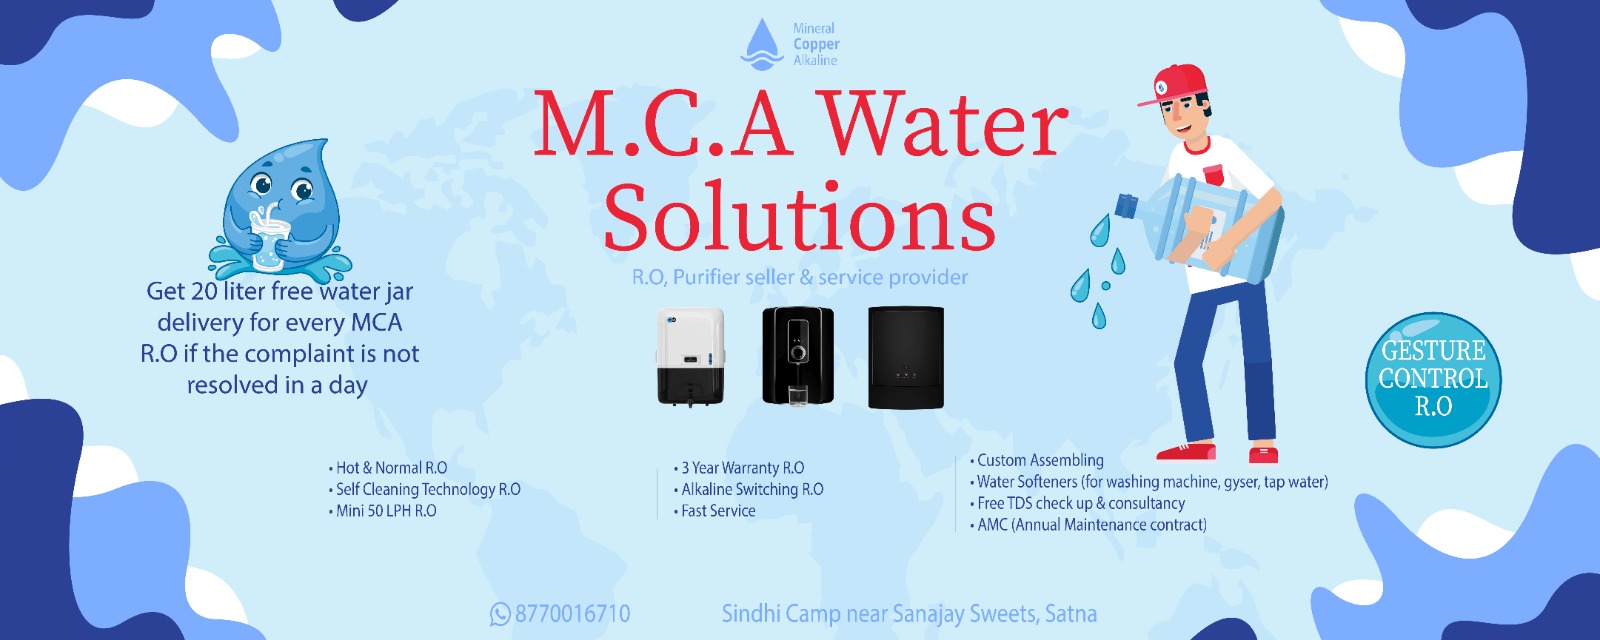 Mineral
Copper
Alkaline
M.C.A Water
Solutions
R.O, Purifier seller & service provider
Get 20 liter free water jar
delivery for every MCA
R.O if the complaint is not
resolved in a day
GESTURE
CONTROL
R.O
• Hot & Normal R.O
• Self Cleaning Technology R.O
• Mini 50 LPH R.O
• 3 Year Warranty R.O
• Alkaline Switching R.O
• Fast Service
• Custom Assembling
• Water Softeners (for washing machine, gyser, tap water)
• Free TDS check up & consultancy
• AMC (Annual Maintenance contract)
8770016710
Sindhi Camp near Sanajay Sweets, Satna